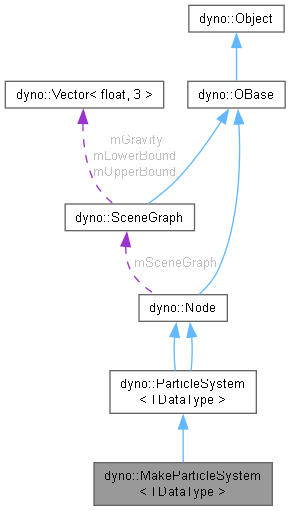 dyno::Object
dyno::Vector< float, 3 >
dyno::OBase
mGravity
mLowerBound
mUpperBound
dyno::SceneGraph
mSceneGraph
dyno::Node
dyno::ParticleSystem
< TDataType >
dyno::MakeParticleSystem
< TDataType >